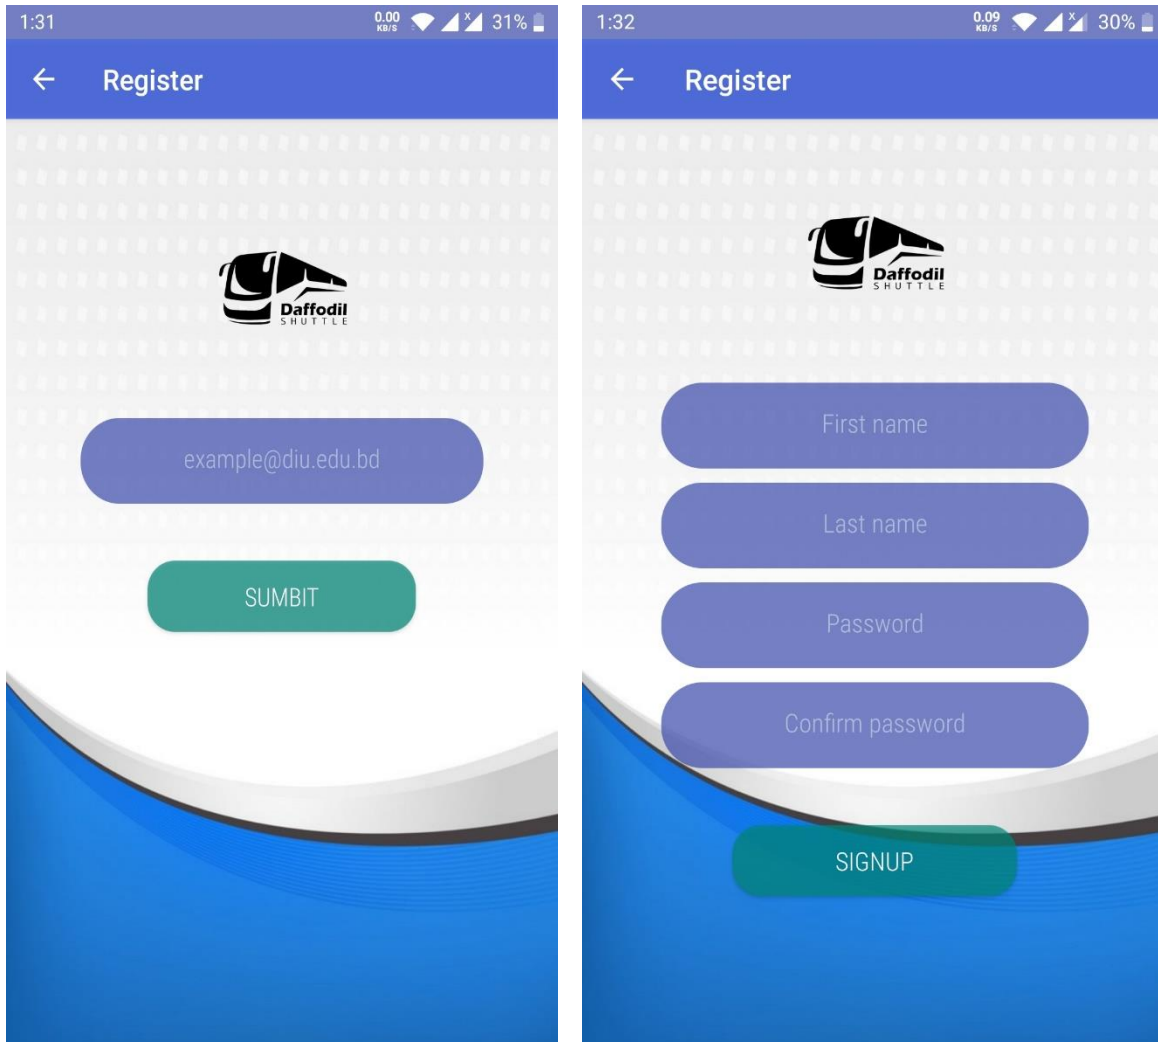 1:31
0.00
KB/S
X
31%
Register
Daffodil
SHUTTLE
example@diu.edu.bd
SUMBIT
1:32
0.09
KB/S
X
30%
Register
Daffodil
SHUTTLE
First name
Last name
Password
Confirm password
SIGNUP